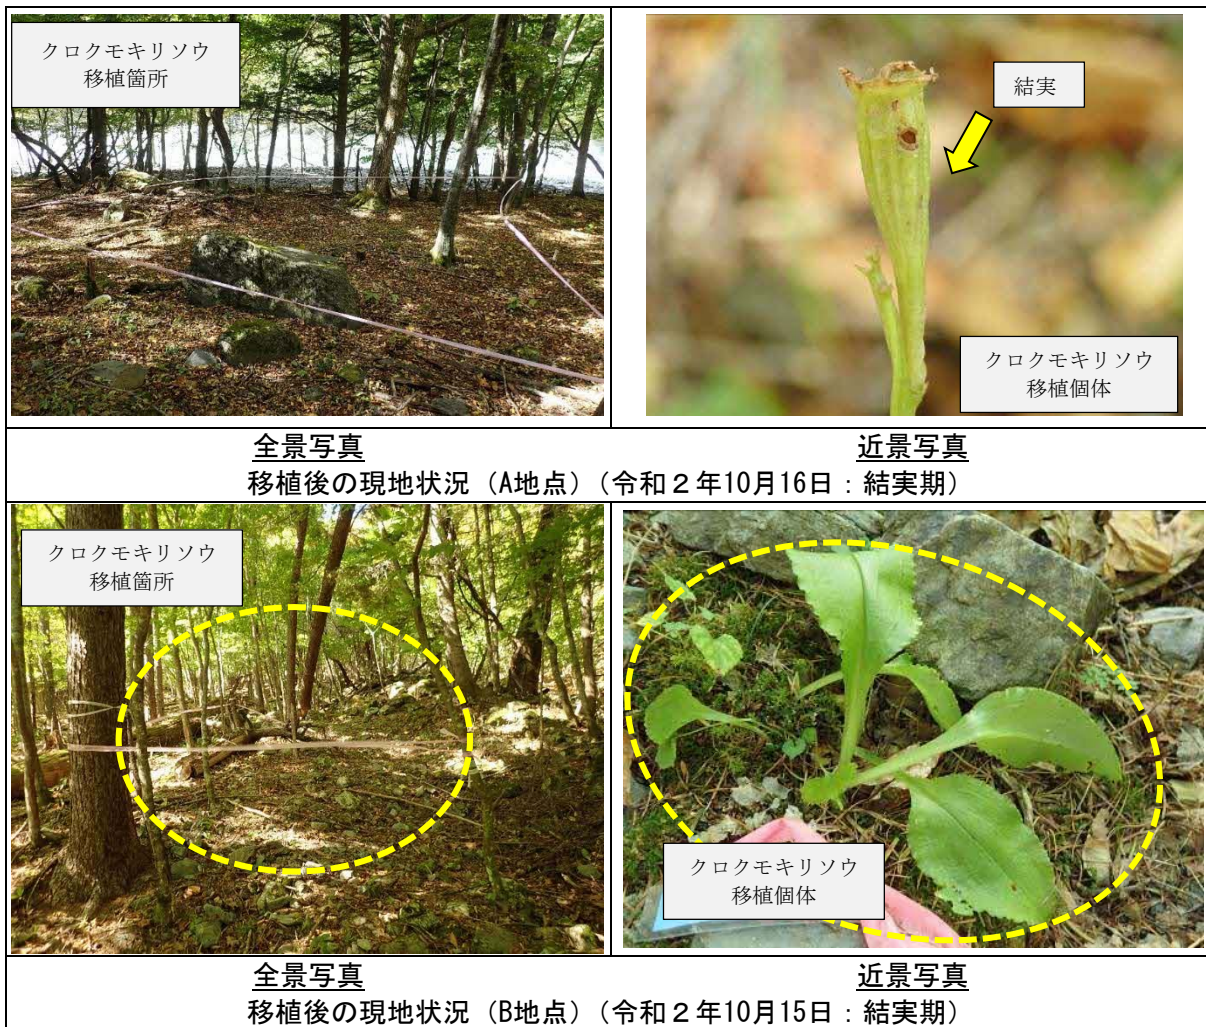 クロクモキリソウ
移植箇所
結実
クロクモキリソウ
移植個体
全景写真
近景写真
移植後の現地状況（A地点）（令和２年10月16日：結実期）
クロクモキリソウ
移植箇所
クロクモキリソウ
移植個体
全景写真
近景写真
移植後の現地状況（B地点）（令和２年10月15日：結実期）